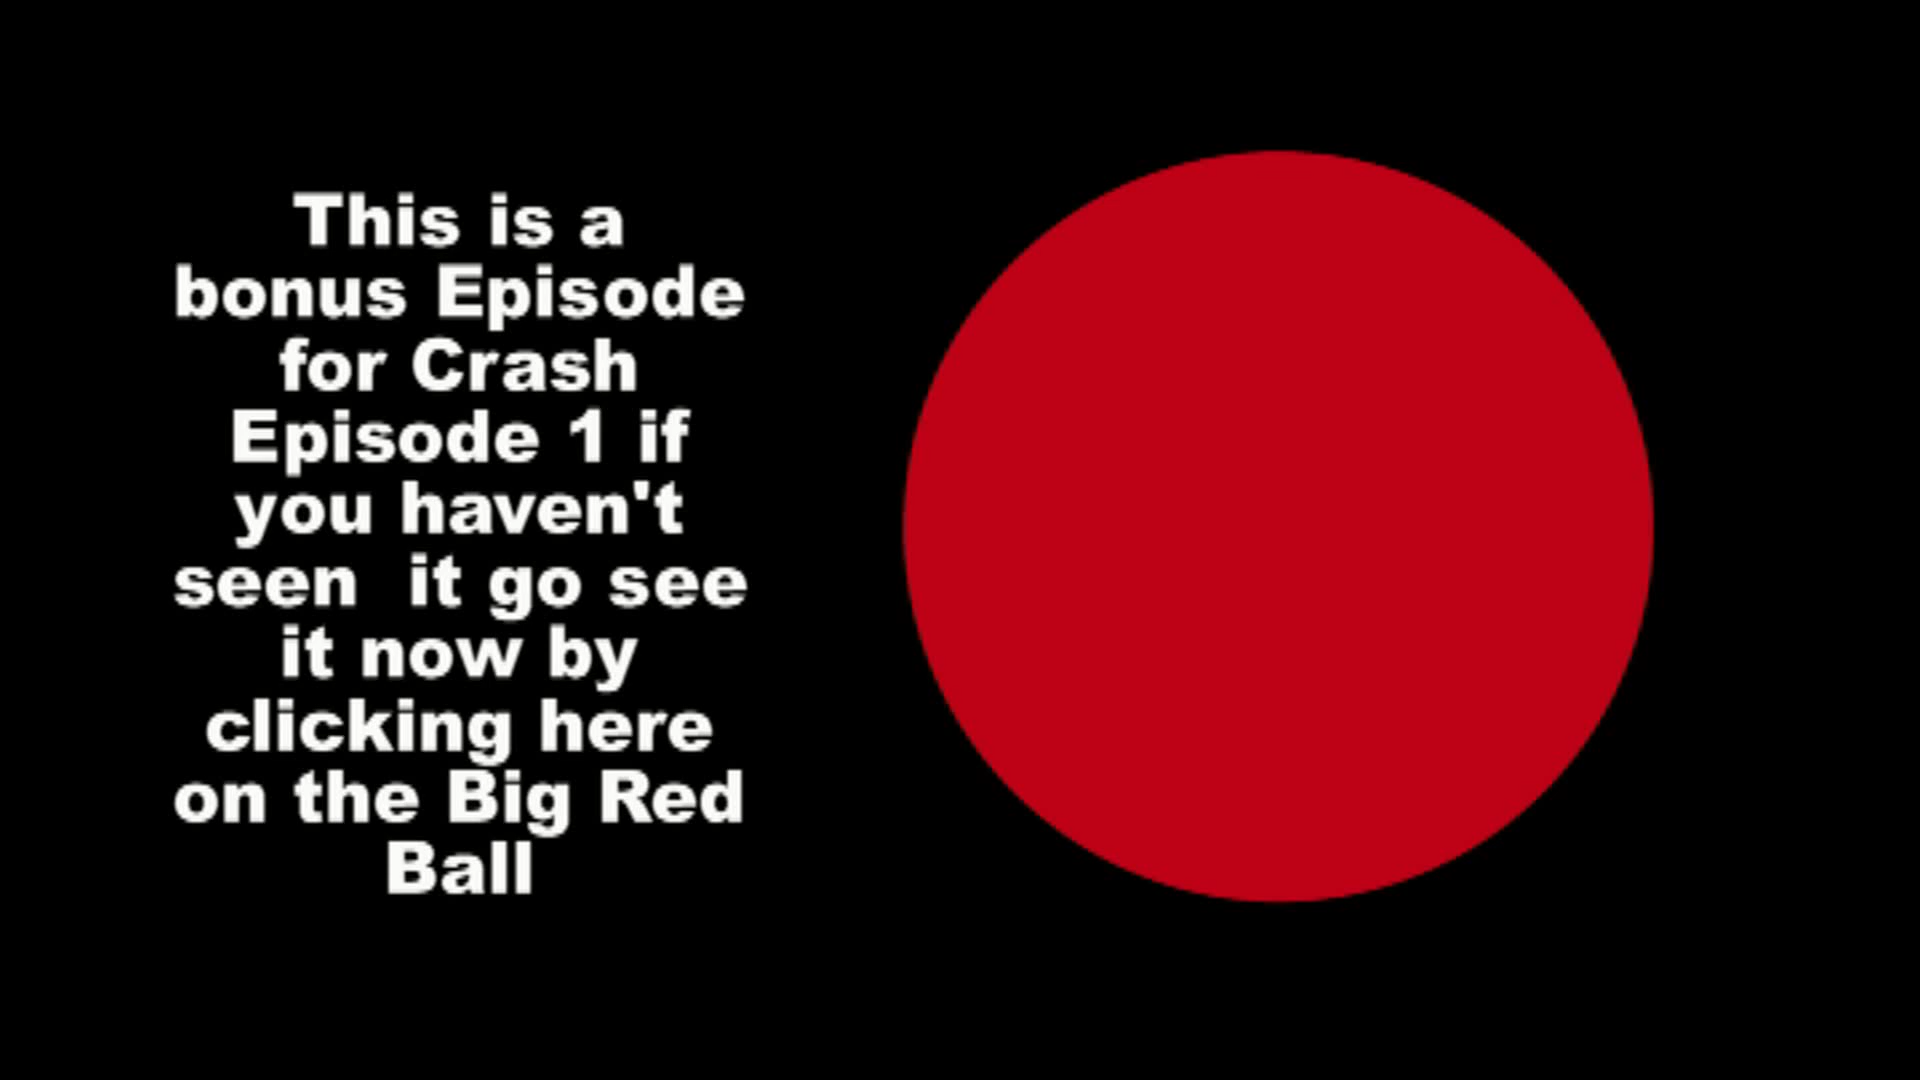 This is a
bonus Episode
for Crash
Episode 1 if
you haven't
seen  it go see
it now by
clicking here
on the Big Red
Ball